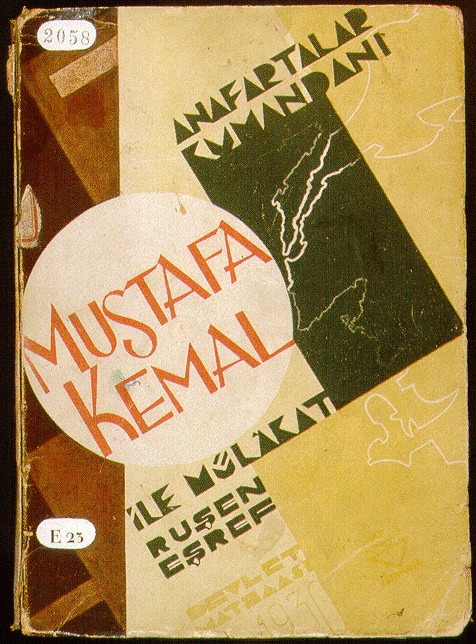 2058
ANAFARTALAR
KUMANDANI
MUSTAFA
KEMAL
İLE MÜLÂKAT
RUŞEN
EŞREF
E 23
DEVLET
MATBAASI
1930